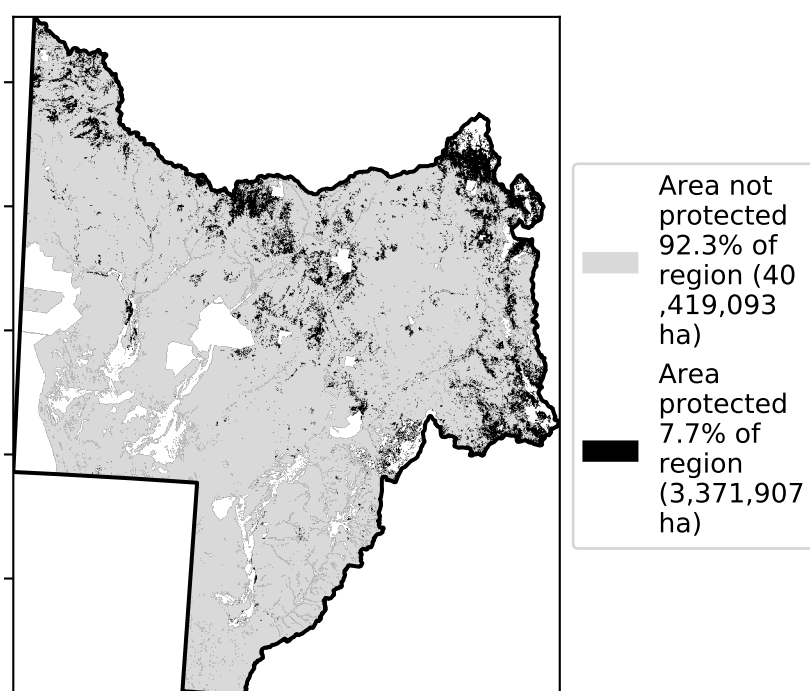 Area not
protected
92.3% of
region (40
,419,093
ha)
Area
protected
7.7% of
region
(3,371,907
ha)